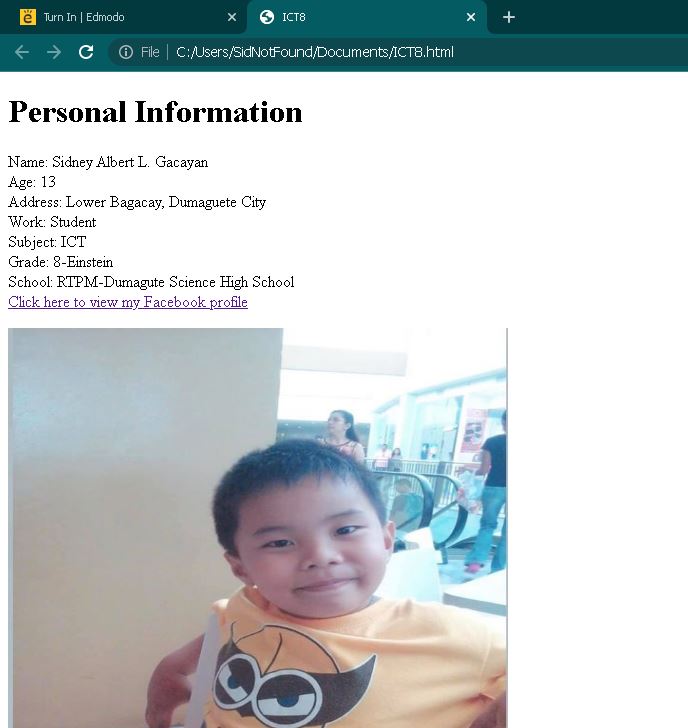 Turn In | Edmodo
ICT8
File | C:/Users/SidNotFound/Documents/ICT8.html
Personal Information
Name: Sidney Albert L. Gacayan
Age: 13
Address: Lower Bagacay, Dumaguete City
Work: Student
Subject: ICT
Grade: 8-Einstein
School: RTPM-Dumagute Science High School
Click here to view my Facebook profile